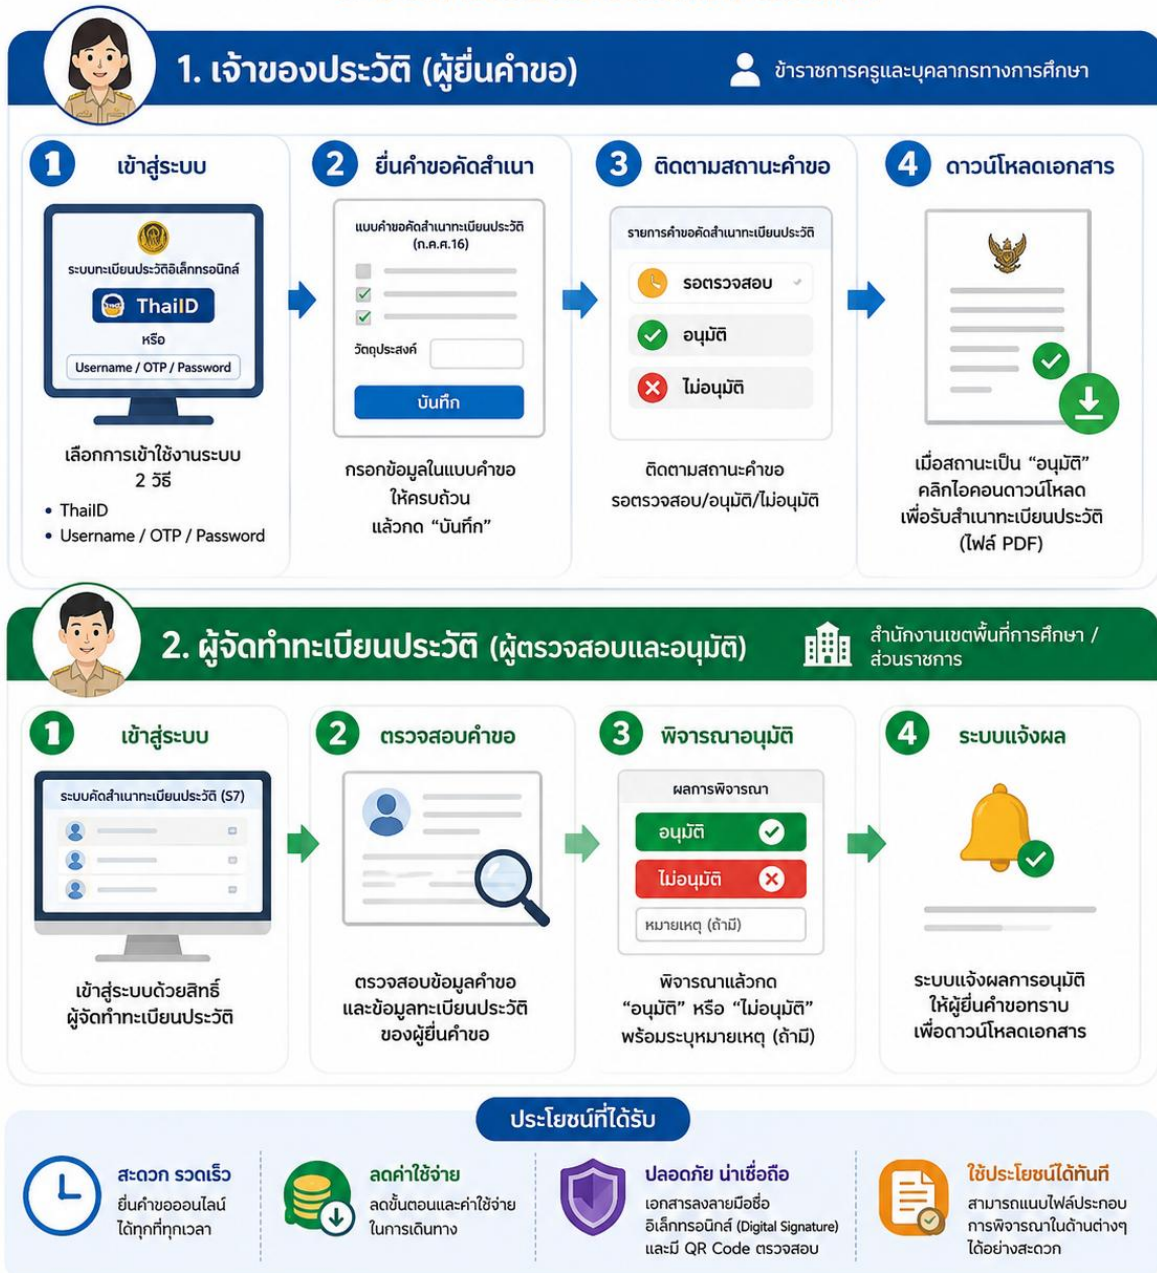 1. เจ้าของประวัติ (ผู้ยื่นคำขอ)
ข้าราชการครูและบุคลากรทางการศึกษา
1 เข้าสู่ระบบ
ระบบทะเบียนประวัติอิเล็กทรอนิกส์
ThaiID
หรือ
Username / OTP / Password
เลือกการเข้าใช้งานระบบ
2 วิธี
• ThaiID
• Username / OTP / Password
2 ยื่นคำขอคัดสำเนา
แบบคำขอคัดสำเนาทะเบียนประวัติ
(ก.ค.ศ.16)
วัตถุประสงค์
บันทึก
กรอกข้อมูลในแบบคำขอ
ให้ครบถ้วน
แล้วกด “บันทึก”
3 ติดตามสถานะคำขอ
รายการคำขอคัดสำเนาทะเบียนประวัติ
รอตรวจสอบ
อนุมัติ
ไม่อนุมัติ
ติดตามสถานะคำขอ
รอตรวจสอบ/อนุมัติ/ไม่อนุมัติ
4 ดาวน์โหลดเอกสาร
เมื่อสถานะเป็น “อนุมัติ”
คลิกไอคอนดาวน์โหลด
เพื่อรับสำเนาทะเบียนประวัติ
(ไฟล์ PDF)
2. ผู้จัดทำทะเบียนประวัติ (ผู้ตรวจสอบและอนุมัติ)
สำนักงานเขตพื้นที่การศึกษา /
ส่วนราชการ
1 เข้าสู่ระบบ
ระบบคัดสำเนาทะเบียนประวัติ (S7)
เข้าสู่ระบบด้วยสิทธิ์
ผู้จัดทำทะเบียนประวัติ
2 ตรวจสอบคำขอ
ตรวจสอบข้อมูลคำขอ
และข้อมูลทะเบียนประวัติ
ของผู้ยื่นคำขอ
3 พิจารณาอนุมัติ
ผลการพิจารณา
อนุมัติ
ไม่อนุมัติ
หมายเหตุ (ถ้ามี)
พิจารณาแล้วกด
“อนุมัติ” หรือ “ไม่อนุมัติ”
พร้อมระบุหมายเหตุ (ถ้ามี)
4 ระบบแจ้งผล
ระบบแจ้งผลการอนุมัติ
ให้ผู้ยื่นคำขอทราบ
เพื่อดาวน์โหลดเอกสาร
ประโยชน์ที่ได้รับ
สะดวก รวดเร็ว
ยื่นคำขอออนไลน์
ได้ทุกที่ทุกเวลา
ลดค่าใช้จ่าย
ลดขั้นตอนและค่าใช้จ่าย
ในการเดินทาง
ปลอดภัย น่าเชื่อถือ
เอกสารลงลายมือชื่อ
อิเล็กทรอนิกส์ (Digital Signature)
และมี QR Code ตรวจสอบ
ใช้ประโยชน์ได้ทันที
สามารถแนบไฟล์ประกอบ
การพิจารณาในด้านต่างๆ
ได้อย่างสะดวก